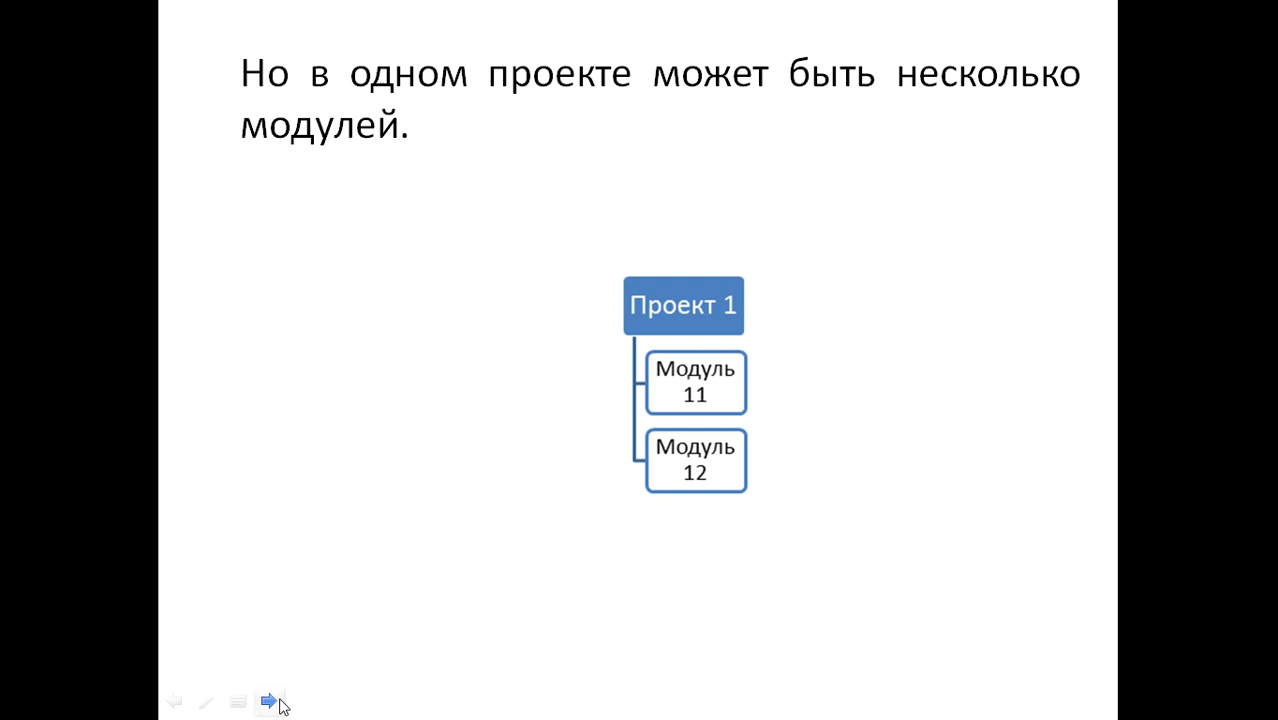 Но в одном проекте может быть несколько
модулей.
Проект 1
Модуль
11
Модуль
12